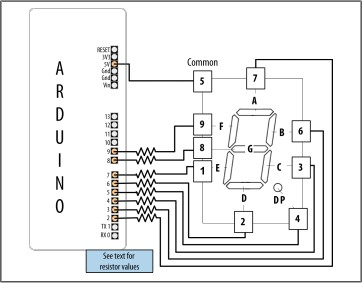 ARDUINO
RESET
3V3
5V
Gnd
Gnd
Vin
13
12
11
10
9
8
7
6
5
4
3
2
TX 1
RX 0
Common
5
7
9
8
1
6
3
2
4
A
F
B
G
E
C
D
DP
See text for
resistor values